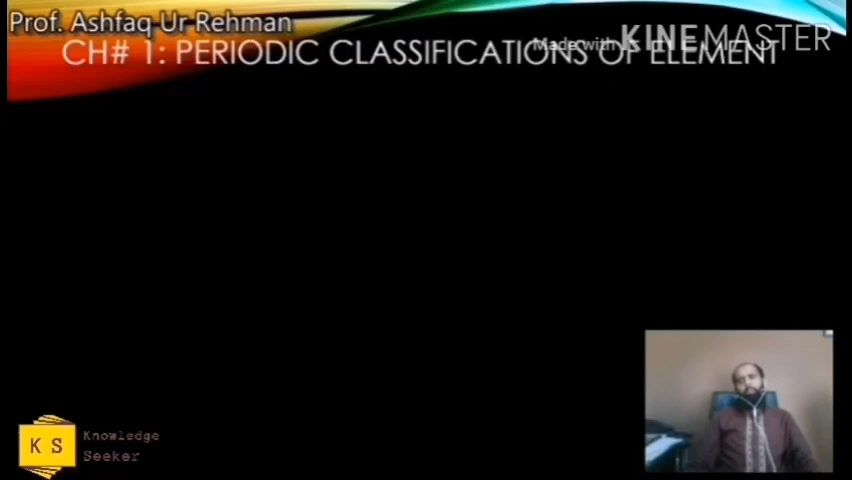 Prof. Ashfaq Ur Rehman
Made with KINEMASTER
CH# 1: PERIODIC CLASSIFICATIONS OF ELEMENT
K S
Knowledge
Seeker